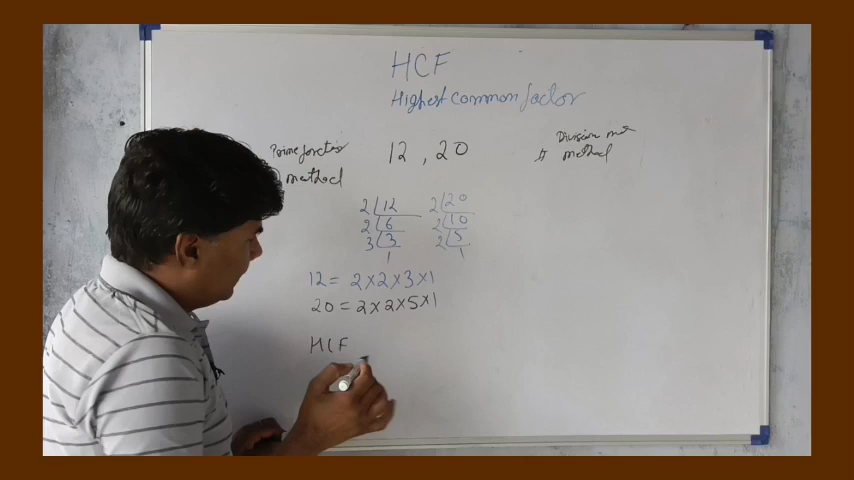 HCF
Highest common factor
Prime factor
method
12 , 20
Division met
method
2 12
2 6
3 3
1
2 20
2 10
2 5
1
12 = 2×2×3×1
20 = 2×2×5×1
HCF